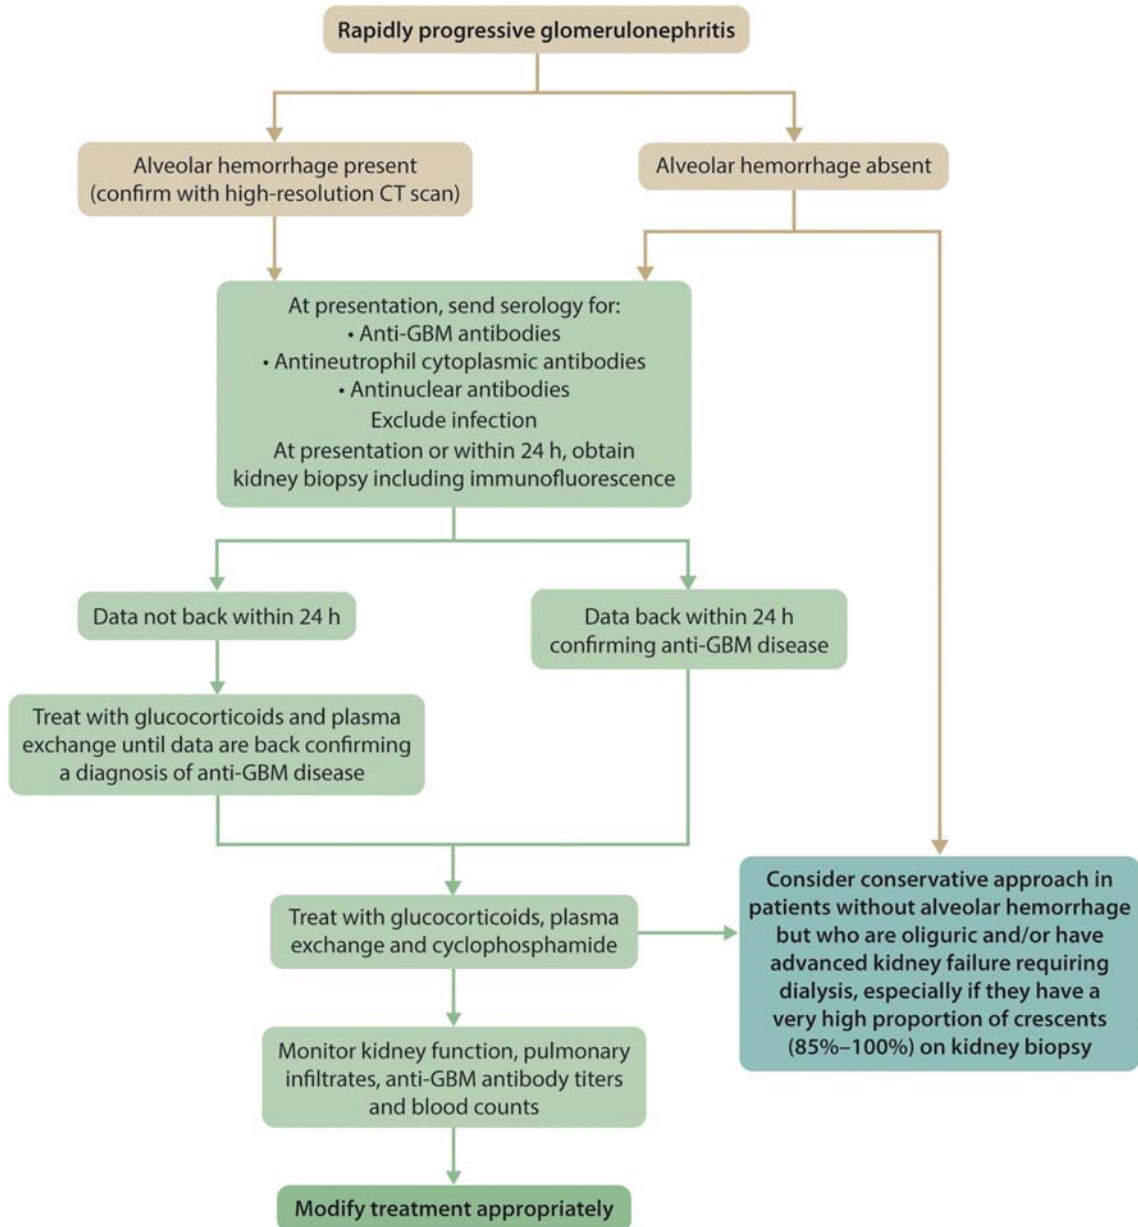 Rapidly progressive glomerulonephritis
Alveolar hemorrhage present
(confirm with high-resolution CT scan)
Alveolar hemorrhage absent
At presentation, send serology for:
• Anti-GBM antibodies
• Antineutrophil cytoplasmic antibodies
• Antinuclear antibodies
Exclude infection
At presentation or within 24 h, obtain
kidney biopsy including immunofluorescence
Data not back within 24 h
Data back within 24 h
confirming anti-GBM disease
Treat with glucocorticoids and plasma
exchange until data are back confirming
a diagnosis of anti-GBM disease
Treat with glucocorticoids, plasma
exchange and cyclophosphamide
Consider conservative approach in
patients without alveolar hemorrhage
but who are oliguric and/or have
advanced kidney failure requiring
dialysis, especially if they have a
very high proportion of crescents
(85%–100%) on kidney biopsy
Monitor kidney function, pulmonary
infiltrates, anti-GBM antibody titers
and blood counts
Modify treatment appropriately